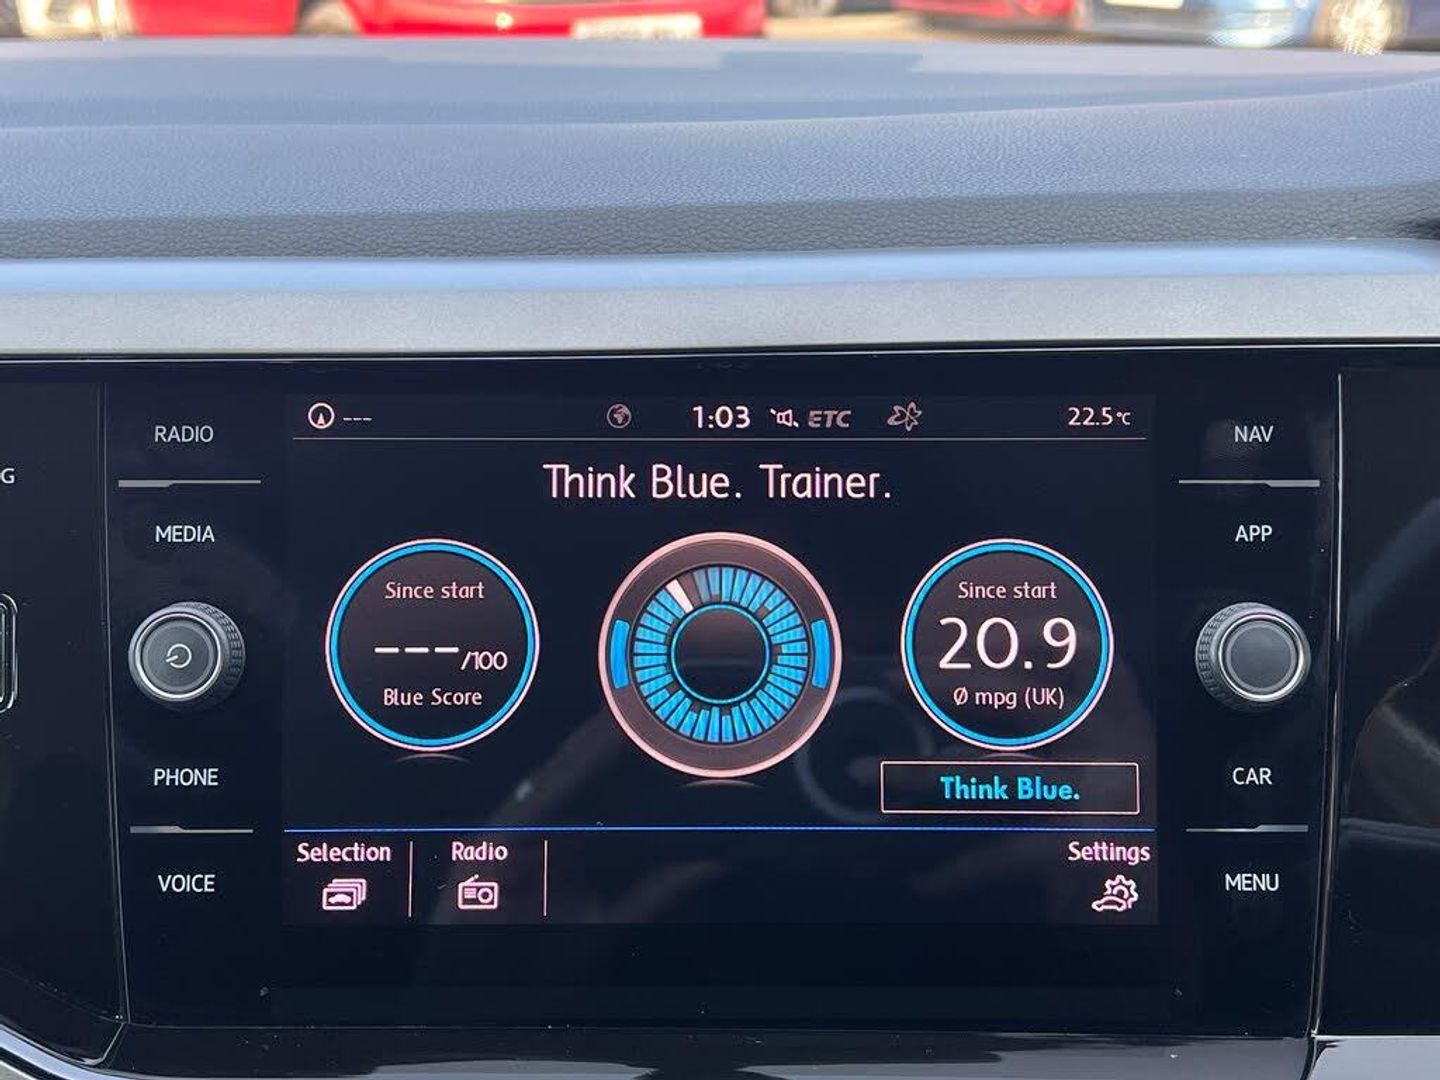 G
RADIO
MEDIA
PHONE
VOICE
--- 1:03 ETC 22.5°C
Think Blue. Trainer.
Since start
---/100
Blue Score
Since start
20.9
Ø mpg (UK)
Think Blue.
Selection
Radio
Settings
NAV
APP
CAR
MENU